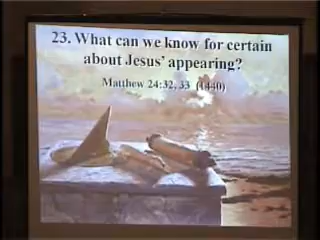 23. What can we know for certain
about Jesus' appearing?
Matthew 24:32, 33 (1440)